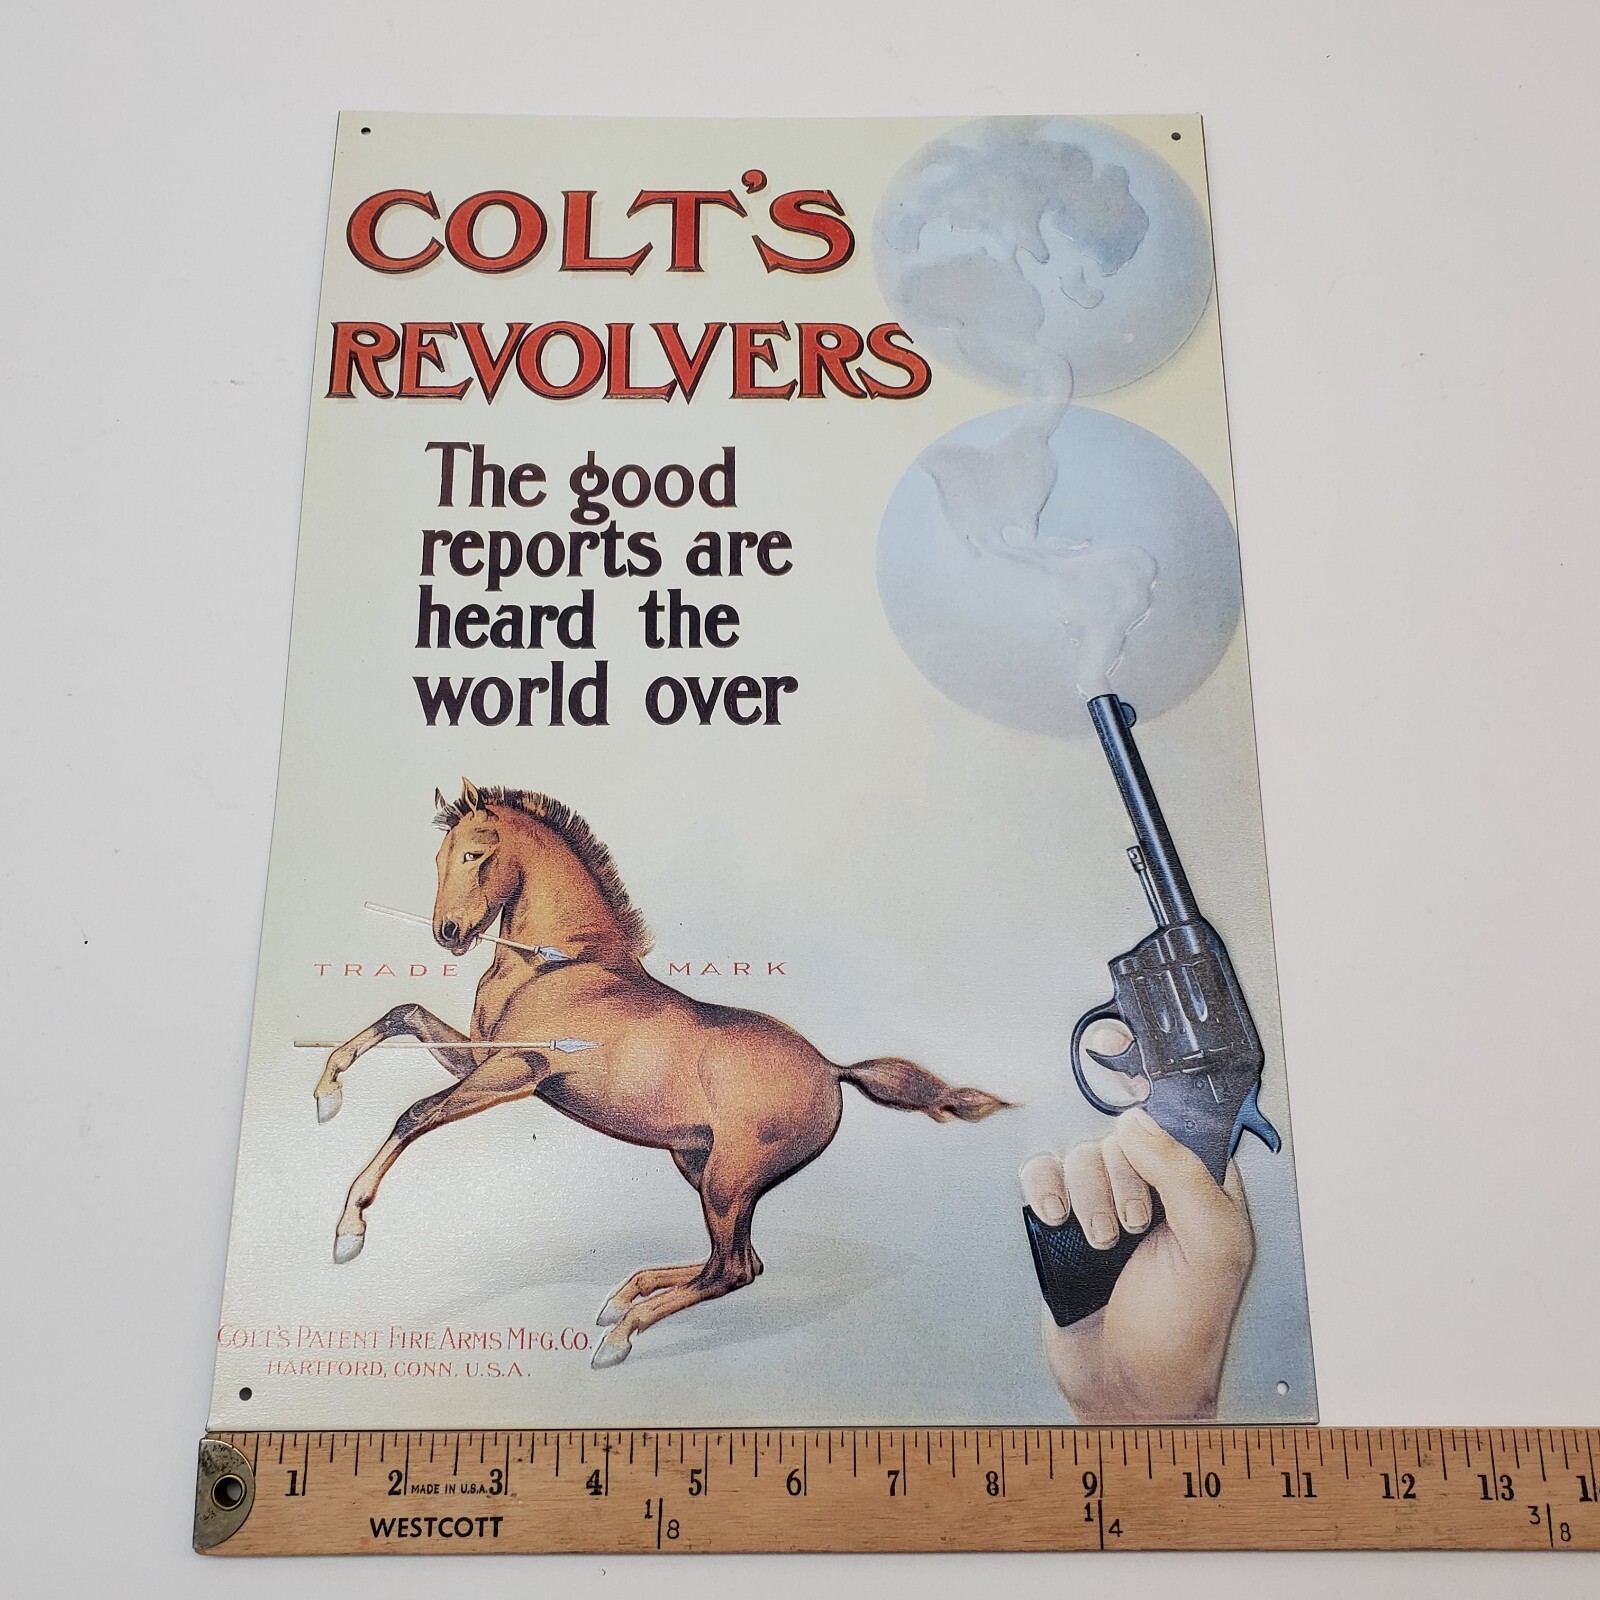 COLT'S
REVOLVERS
The good
reports are
heard the
world over
TRADE MARK
COLT'S PATENT FIRE ARMS MFG. CO.
HARTFORD, CONN. U.S.A.
1 2 MADE IN U.S.A. 3 4 5 6 7 8 9 10 11 12 13
WESTCOTT 1/8 1/4 3/8